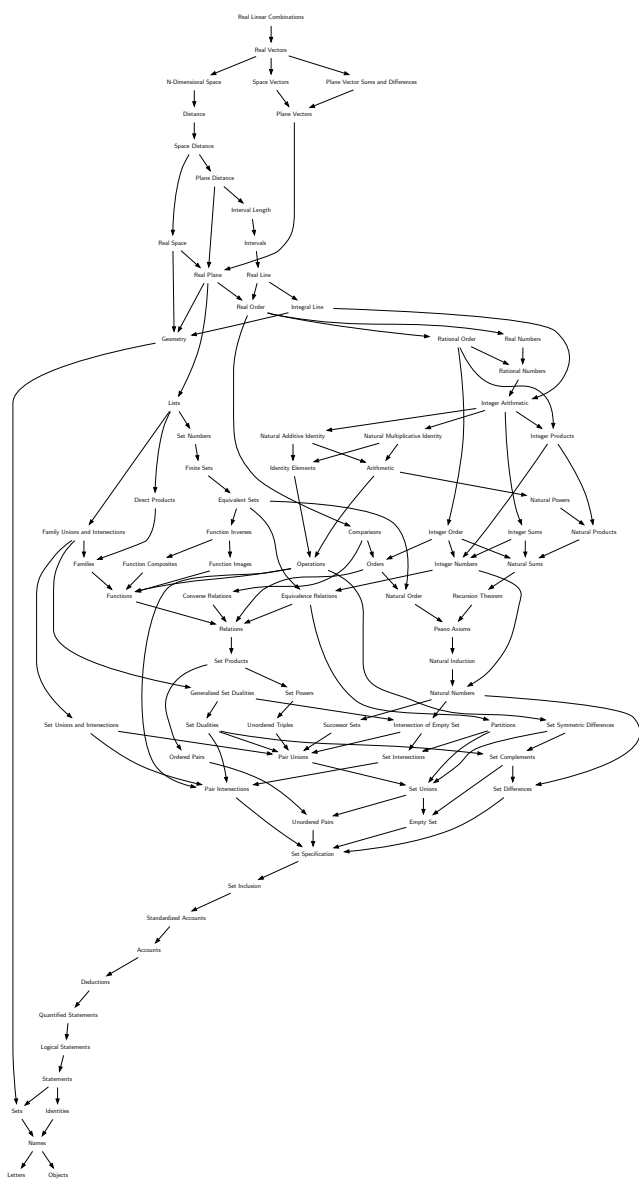 Real Linear Combinations
Real Vectors
N-Dimensional Space Space Vectors Plane Vector Sums and Differences
Distance Plane Vectors
Space Distance
Plane Distance
Interval Length
Real Space Intervals
Real Plane Real Line
Real Order Integral Line
Geometry Rational Order Real Numbers
Rational Numbers
Lists Integer Arithmetic
Set Numbers Natural Additive Identity Natural Multiplicative Identity Integer Products
Finite Sets Identity Elements Arithmetic
Direct Products Equivalent Sets Natural Powers
Family Unions and Intersections Function Inverses Comparisons Integer Order Integer Sums Natural Products
Families Function Composites Function Images Operations Orders Integer Numbers Natural Sums
Functions Converse Relations Equivalence Relations Natural Order Recursion Theorem
Relations Peano Axioms
Set Products Natural Induction
Generalized Set Dualities Set Powers Natural Numbers
Set Unions and Intersections Set Dualities Unordered Triples Successor Sets Intersection of Empty Set Partitions Set Symmetric Differences
Ordered Pairs Pair Unions Set Intersections Set Complements
Pair Intersections Set Unions Set Differences
Unordered Pairs Empty Set
Set Specification
Set Inclusion
Standardized Accounts
Accounts
Deductions
Quantified Statements
Logical Statements
Statements
Sets Identities
Names
Letters Objects